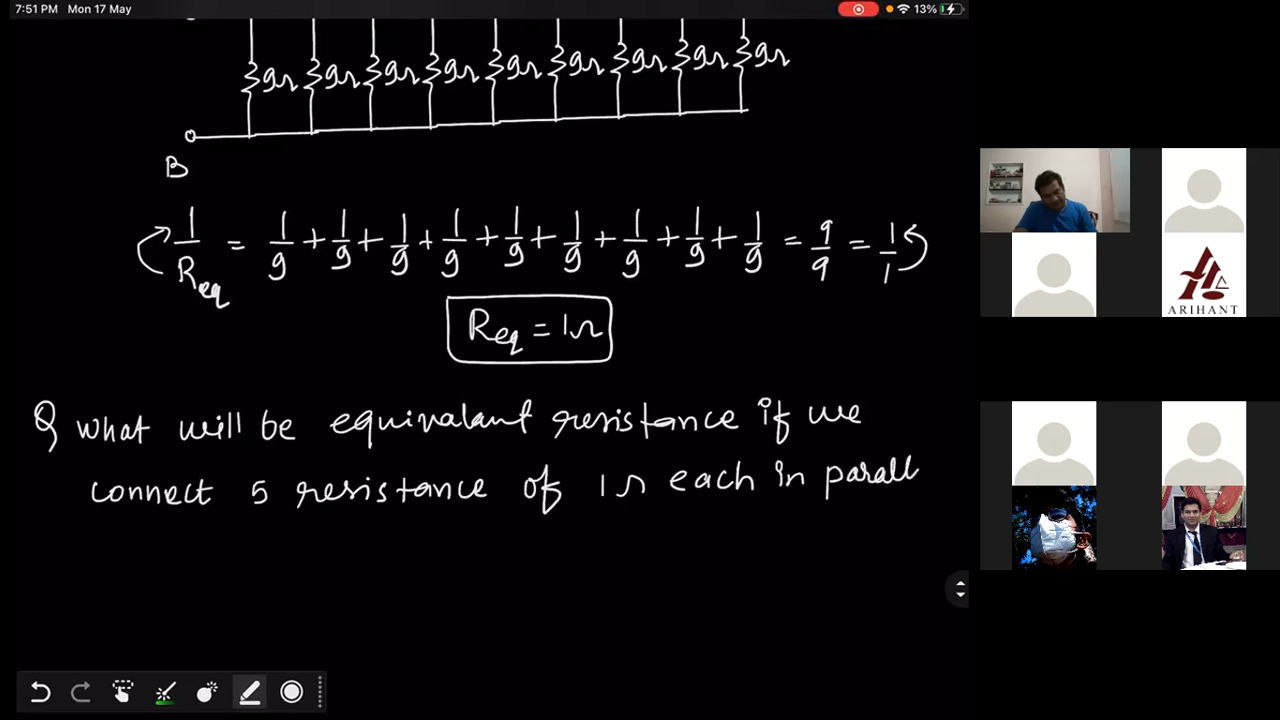 7:51 PM Mon 17 May
13%
9Ω 9Ω 9Ω 9Ω 9Ω 9Ω 9Ω 9Ω 9Ω
B
1/Req = 1/9 + 1/9 + 1/9 + 1/9 + 1/9 + 1/9 + 1/9 + 1/9 + 1/9 = 9/9 = 1/1
Req = 1Ω
Q What will be equivalant resistance if we
connect 5 resistance of 1Ω each in parall
ARIHANT